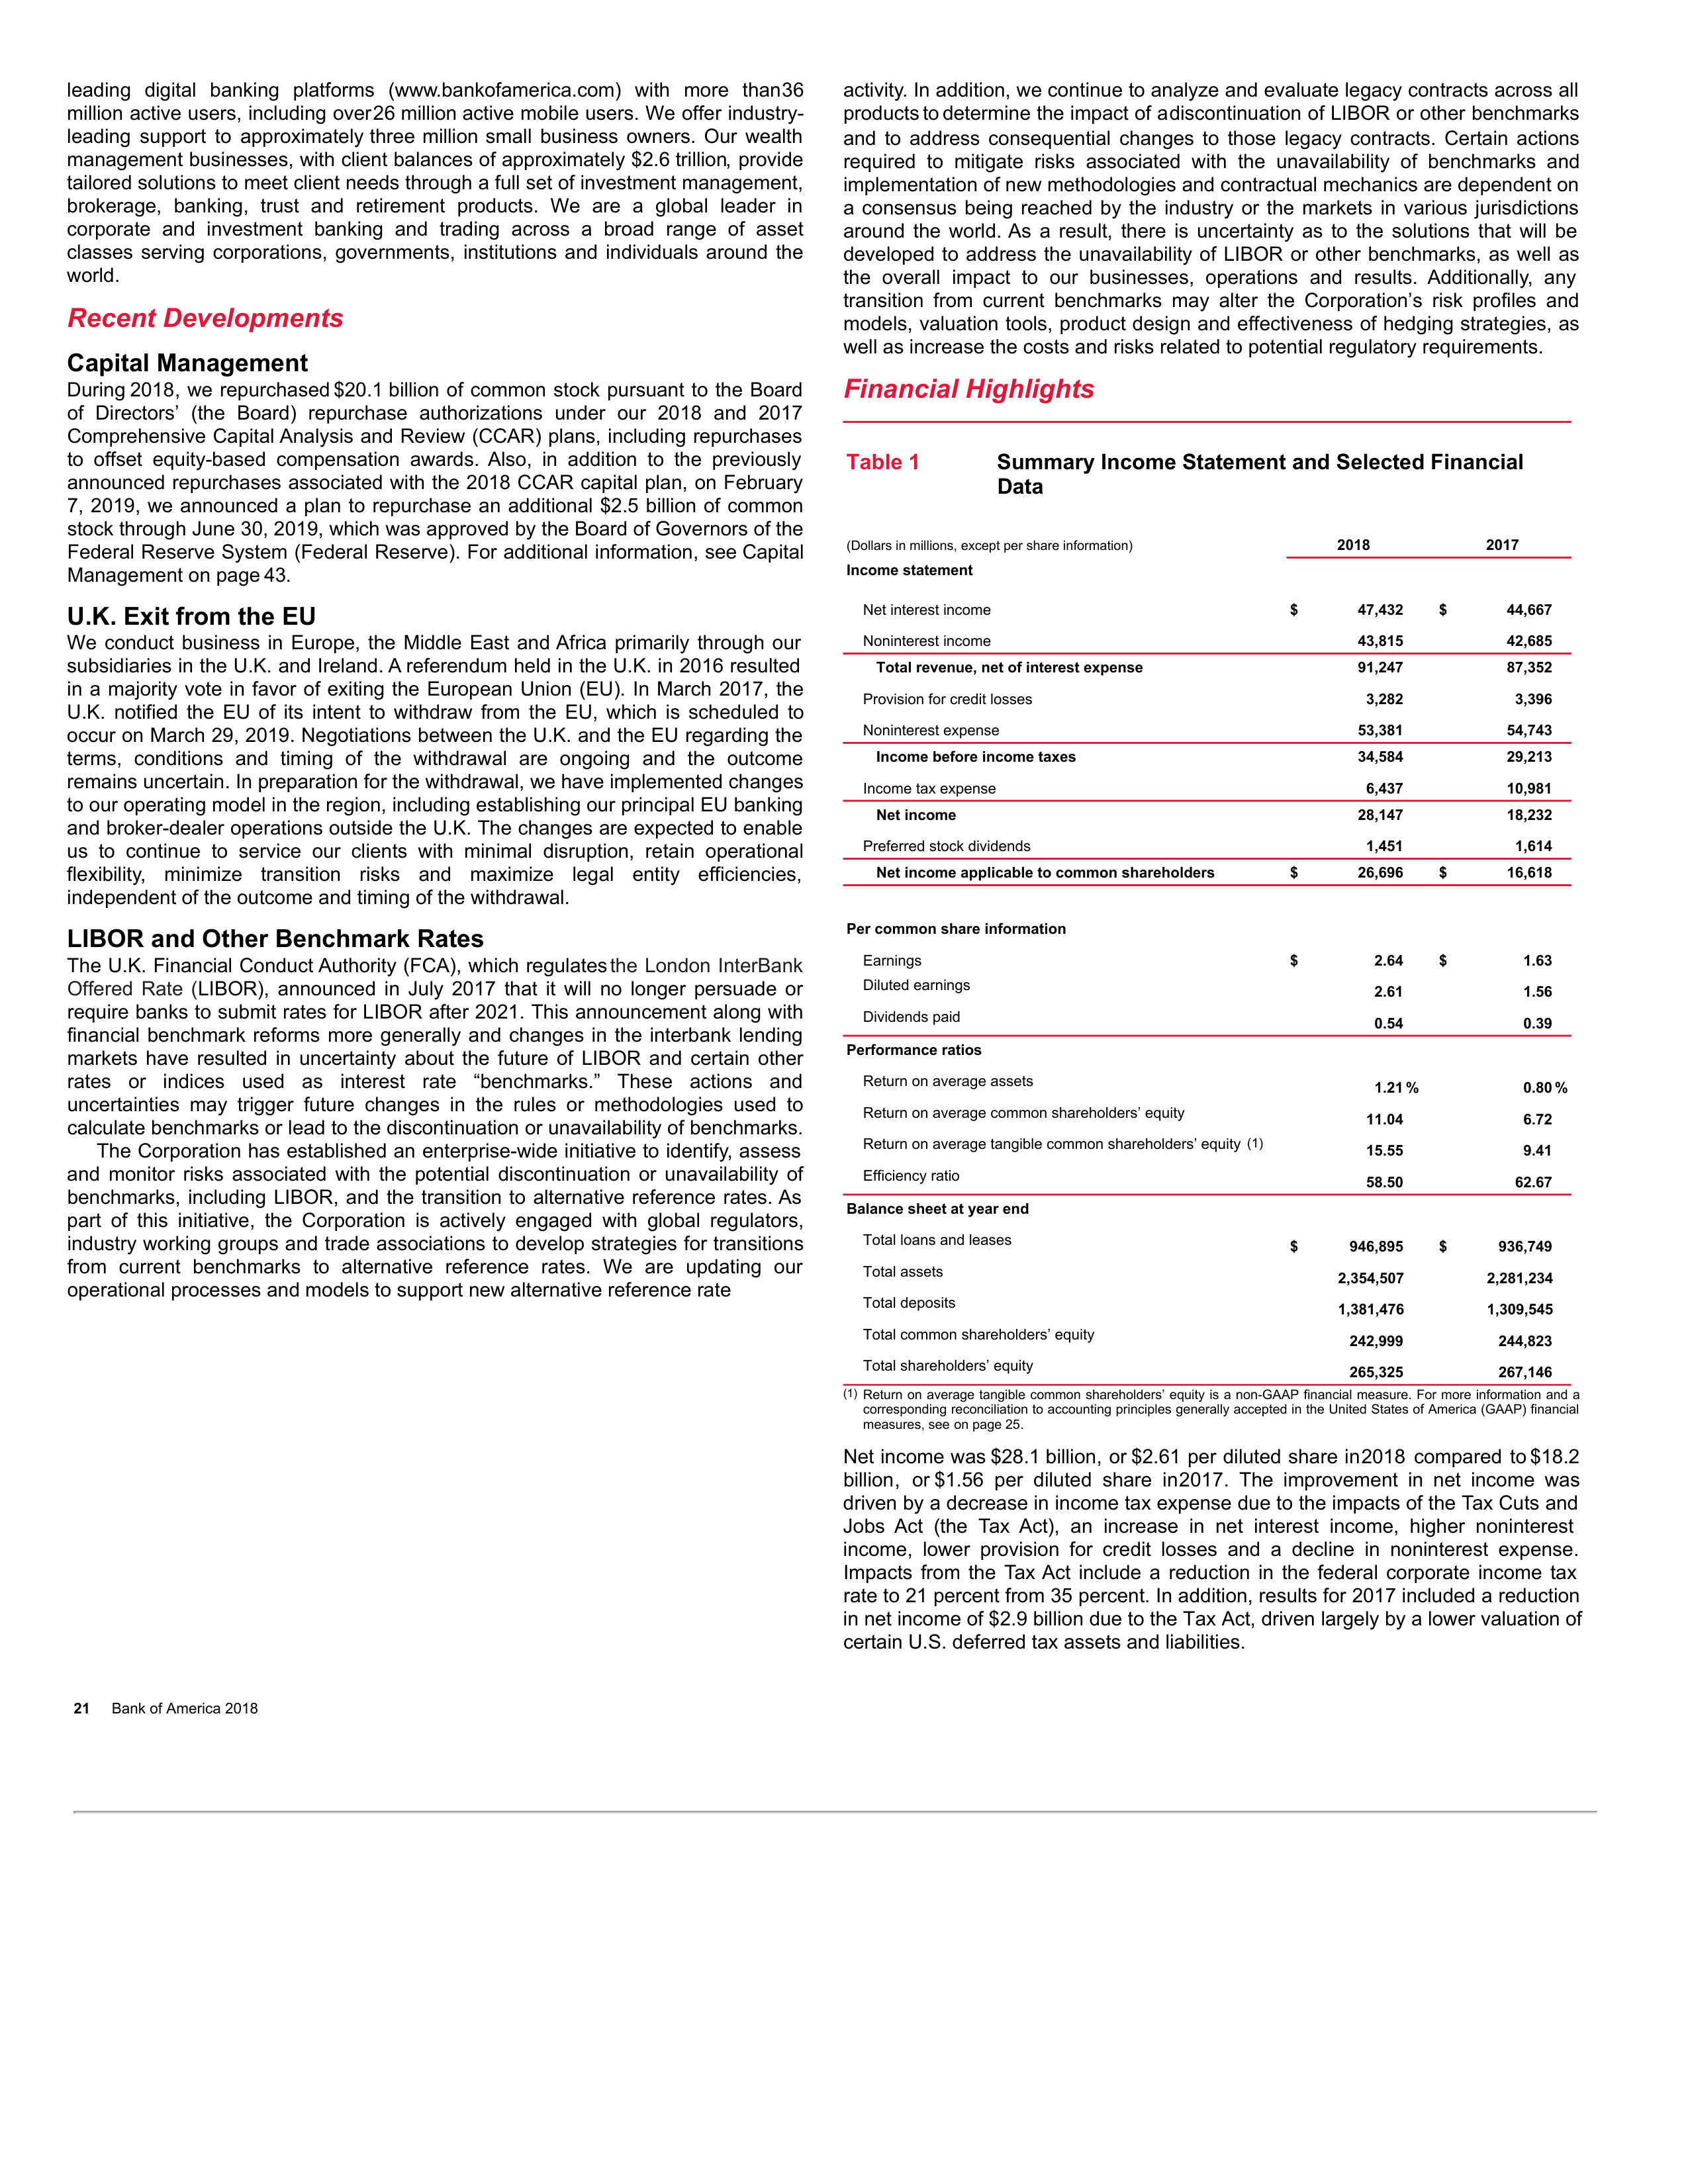 leading digital banking platforms (www.bankofamerica.com) with more than 36
million active users, including over 26 million active mobile users. We offer industry-
leading support to approximately three million small business owners. Our wealth
management businesses, with client balances of approximately $2.6 trillion, provide
tailored solutions to meet client needs through a full set of investment management,
brokerage, banking, trust and retirement products. We are a global leader in
corporate and investment banking and trading across a broad range of asset
classes serving corporations, governments, institutions and individuals around the
world.
Recent Developments
Capital Management
During 2018, we repurchased $20.1 billion of common stock pursuant to the Board
of Directors’ (the Board) repurchase authorizations under our 2018 and 2017
Comprehensive Capital Analysis and Review (CCAR) plans, including repurchases
to offset equity-based compensation awards. Also, in addition to the previously
announced repurchases associated with the 2018 CCAR capital plan, on February
7, 2019, we announced a plan to repurchase an additional $2.5 billion of common
stock through June 30, 2019, which was approved by the Board of Governors of the
Federal Reserve System (Federal Reserve). For additional information, see Capital
Management on page 43.
U.K. Exit from the EU
We conduct business in Europe, the Middle East and Africa primarily through our
subsidiaries in the U.K. and Ireland. A referendum held in the U.K. in 2016 resulted
in a majority vote in favor of exiting the European Union (EU). In March 2017, the
U.K. notified the EU of its intent to withdraw from the EU, which is scheduled to
occur on March 29, 2019. Negotiations between the U.K. and the EU regarding the
terms, conditions and timing of the withdrawal are ongoing and the outcome
remains uncertain. In preparation for the withdrawal, we have implemented changes
to our operating model in the region, including establishing our principal EU banking
and broker-dealer operations outside the U.K. The changes are expected to enable
us to continue to service our clients with minimal disruption, retain operational
flexibility, minimize transition risks and maximize legal entity efficiencies,
independent of the outcome and timing of the withdrawal.
LIBOR and Other Benchmark Rates
The U.K. Financial Conduct Authority (FCA), which regulates the London InterBank
Offered Rate (LIBOR), announced in July 2017 that it will no longer persuade or
require banks to submit rates for LIBOR after 2021. This announcement along with
financial benchmark reforms more generally and changes in the interbank lending
markets have resulted in uncertainty about the future of LIBOR and certain other
rates or indices used as interest rate “benchmarks.” These actions and
uncertainties may trigger future changes in the rules or methodologies used to
calculate benchmarks or lead to the discontinuation or unavailability of benchmarks.
The Corporation has established an enterprise-wide initiative to identify, assess
and monitor risks associated with the potential discontinuation or unavailability of
benchmarks, including LIBOR, and the transition to alternative reference rates. As
part of this initiative, the Corporation is actively engaged with global regulators,
industry working groups and trade associations to develop strategies for transitions
from current benchmarks to alternative reference rates. We are updating our
operational processes and models to support new alternative reference rate
activity. In addition, we continue to analyze and evaluate legacy contracts across all
products to determine the impact of a discontinuation of LIBOR or other benchmarks
and to address consequential changes to those legacy contracts. Certain actions
required to mitigate risks associated with the unavailability of benchmarks and
implementation of new methodologies and contractual mechanics are dependent on
a consensus being reached by the industry or the markets in various jurisdictions
around the world. As a result, there is uncertainty as to the solutions that will be
developed to address the unavailability of LIBOR or other benchmarks, as well as
the overall impact to our businesses, operations and results. Additionally, any
transition from current benchmarks may alter the Corporation’s risk profiles and
models, valuation tools, product design and effectiveness of hedging strategies, as
well as increase the costs and risks related to potential regulatory requirements.
Financial Highlights
Table 1 Summary Income Statement and Selected Financial
Data
(Dollars in millions, except per share information) 2018 2017
Income statement
Net interest income $ 47,432 $ 44,667
Noninterest income 43,815 42,685
Total revenue, net of interest expense 91,247 87,352
Provision for credit losses 3,282 3,396
Noninterest expense 53,381 54,743
Income before income taxes 34,584 29,213
Income tax expense 6,437 10,981
Net income 28,147 18,232
Preferred stock dividends 1,451 1,614
Net income applicable to common shareholders $ 26,696 $ 16,618
Per common share information
Earnings $ 2.64 $ 1.63
Diluted earnings 2.61 1.56
Dividends paid 0.54 0.39
Performance ratios
Return on average assets 1.21 % 0.80 %
Return on average common shareholders’ equity 11.04 6.72
Return on average tangible common shareholders’ equity (1) 15.55 9.41
Efficiency ratio 58.50 62.67
Balance sheet at year end
Total loans and leases $ 946,895 $ 936,749
Total assets 2,354,507 2,281,234
Total deposits 1,381,476 1,309,545
Total common shareholders’ equity 242,999 244,823
Total shareholders’ equity 265,325 267,146
(1) Return on average tangible common shareholders’ equity is a non-GAAP financial measure. For more information and a
corresponding reconciliation to accounting principles generally accepted in the United States of America (GAAP) financial
measures, see on page 25.
Net income was $28.1 billion, or $2.61 per diluted share in 2018 compared to $18.2
billion, or $1.56 per diluted share in 2017. The improvement in net income was
driven by a decrease in income tax expense due to the impacts of the Tax Cuts and
Jobs Act (the Tax Act), an increase in net interest income, higher noninterest
income, lower provision for credit losses and a decline in noninterest expense.
Impacts from the Tax Act include a reduction in the federal corporate income tax
rate to 21 percent from 35 percent. In addition, results for 2017 included a reduction
in net income of $2.9 billion due to the Tax Act, driven largely by a lower valuation of
certain U.S. deferred tax assets and liabilities.
21 Bank of America 2018